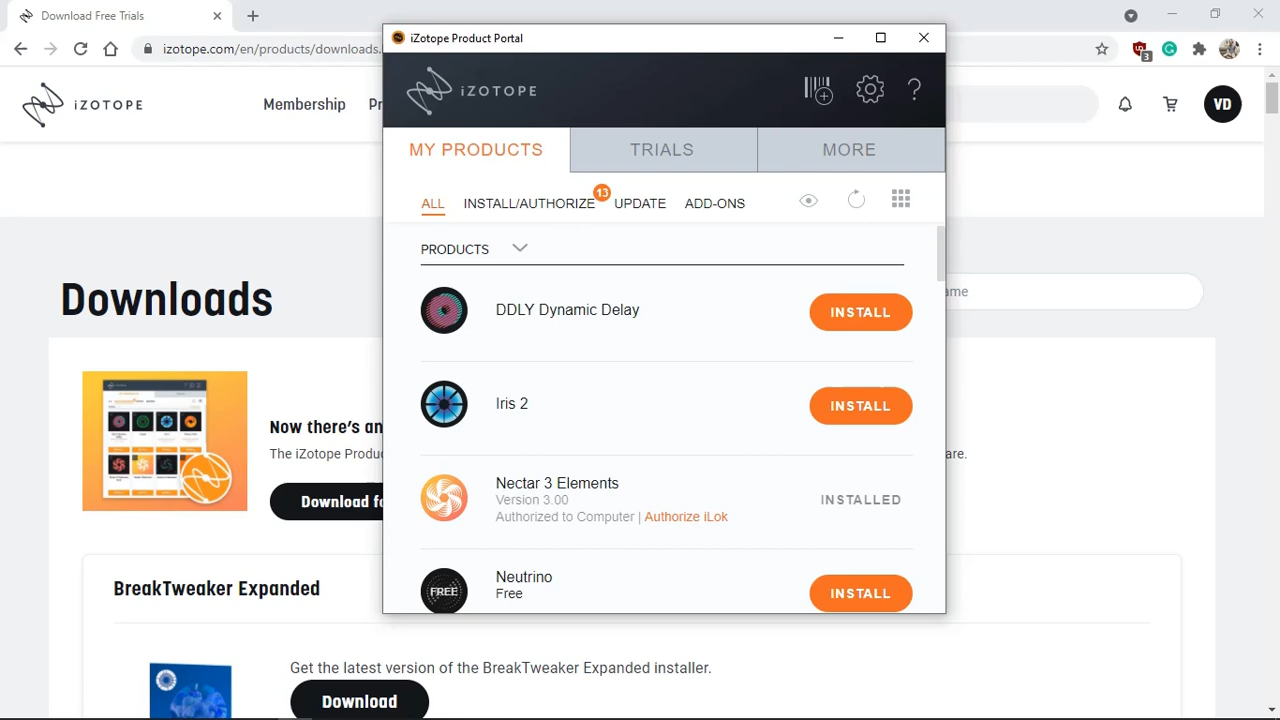 Download Free Trials
izotope.com/en/products/downloads.
3
iZOTOPE
Membership
Pr
VD
Downloads
ame
Now there's an
The iZotope Produc
are.
Download fo
BreakTweaker Expanded
Get the latest version of the BreakTweaker Expanded installer.
Download
iZotope Product Portal
iZOTOPE
?
MY PRODUCTS
TRIALS
MORE
ALL
INSTALL/AUTHORIZE
13
UPDATE
ADD-ONS
PRODUCTS
DDLY Dynamic Delay
INSTALL
Iris 2
INSTALL
Nectar 3 Elements
Version 3.00
Authorized to Computer | Authorize iLok
INSTALLED
FREE
Neutrino
Free
INSTALL